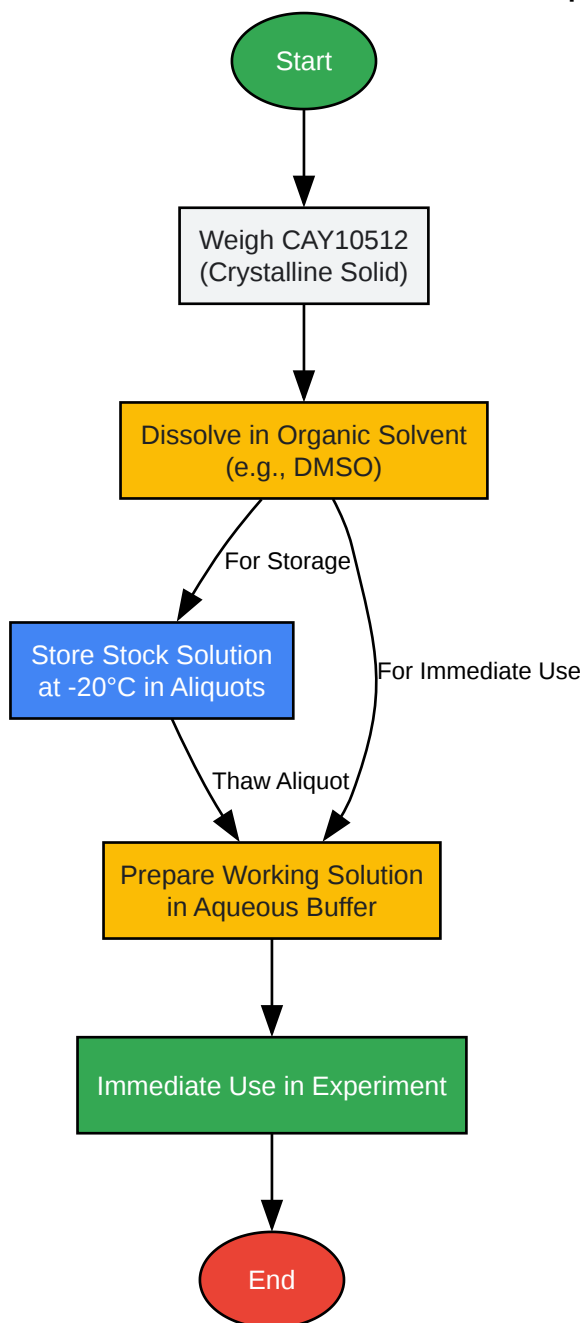 Start
Weigh CAY10512
(Crystalline Solid)
Dissolve in Organic Solvent
(e.g., DMSO)
For Storage
Store Stock Solution
at -20°C in Aliquots
For Immediate Use
Thaw Aliquot
Prepare Working Solution
in Aqueous Buffer
Immediate Use in Experiment
End